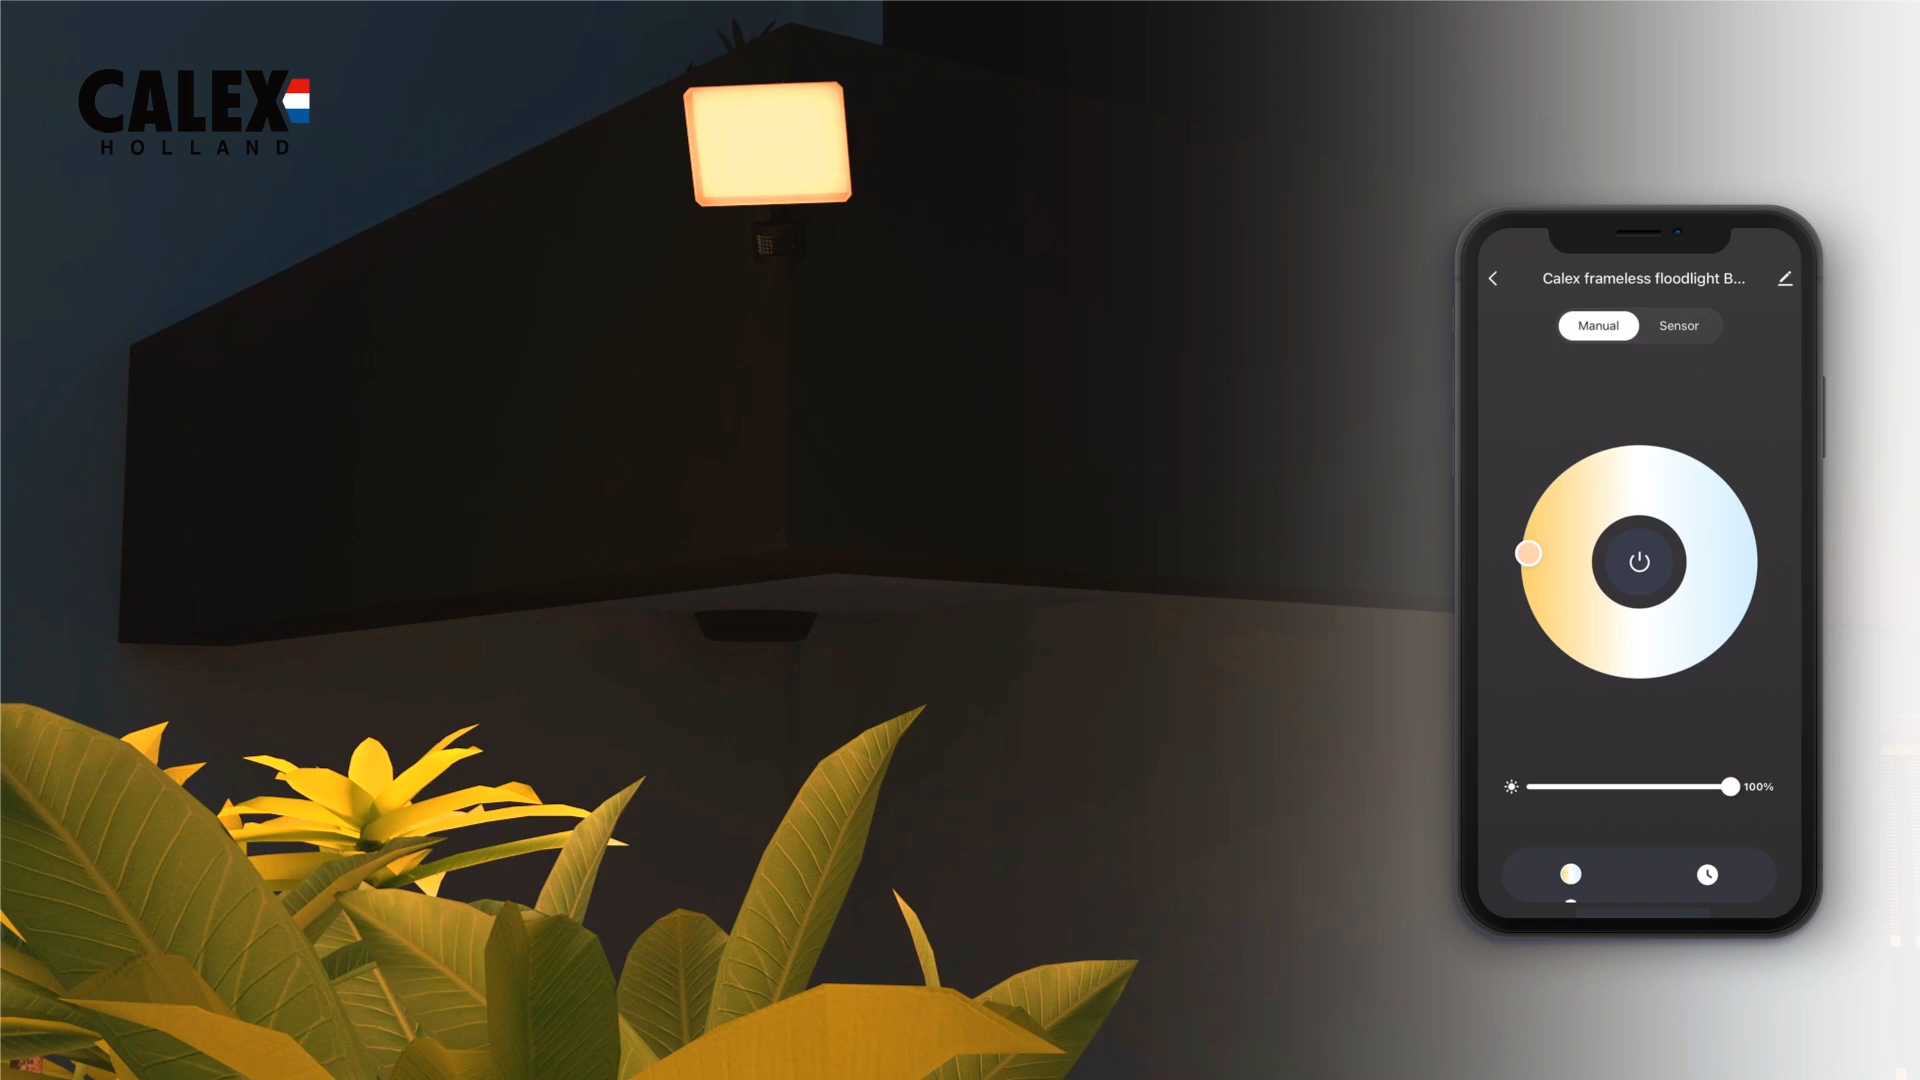 CALEX
HOLLAND
Calex frameless floodlight B...
Manual Sensor
100%